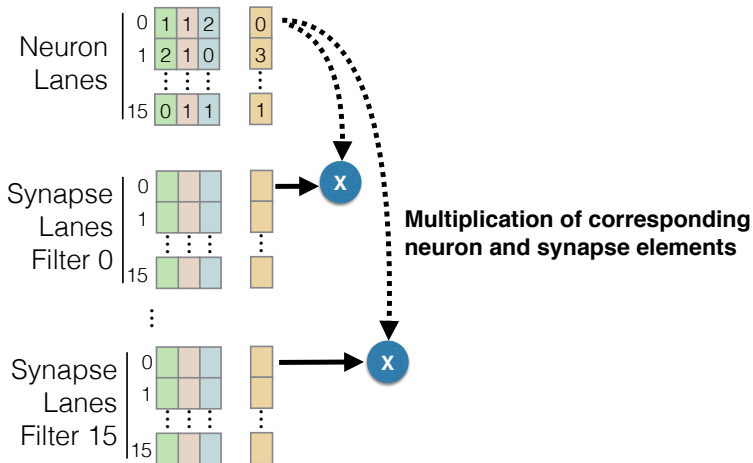 Neuron
Lanes
0 1 1 2 0
1 2 1 0 3
15 0 1 1 1
Synapse
Lanes
Filter 0
0
1
15
X
Multiplication of corresponding
neuron and synapse elements
Synapse
Lanes
Filter 15
0
1
15
X